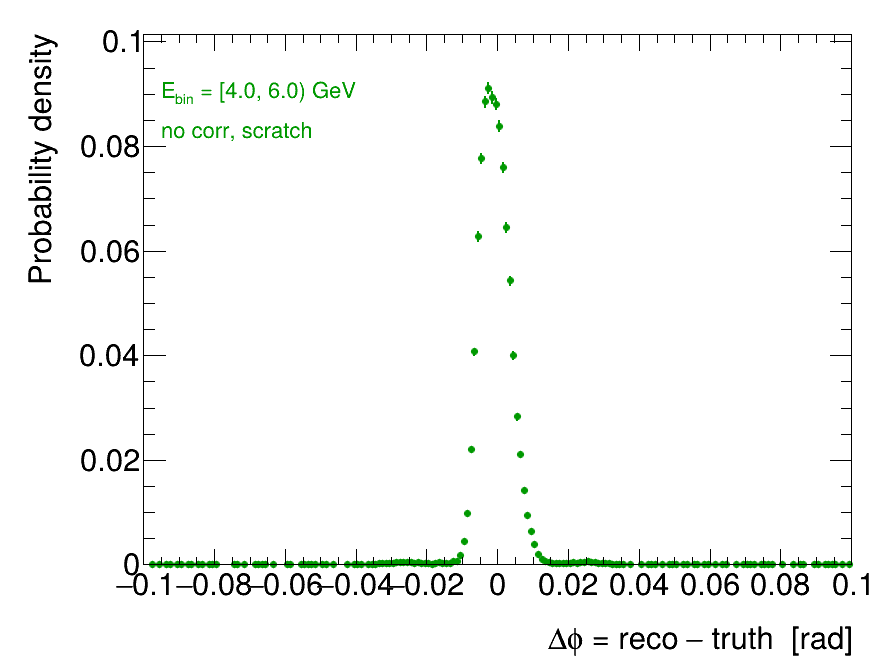 Probability density
0.1
0.08
0.06
0.04
0.02
0
E_bin = [4.0, 6.0) GeV
no corr, scratch
−0.1 −0.08 −0.06 −0.04 −0.02 0 0.02 0.04 0.06 0.08 0.1
Δϕ = reco − truth [rad]